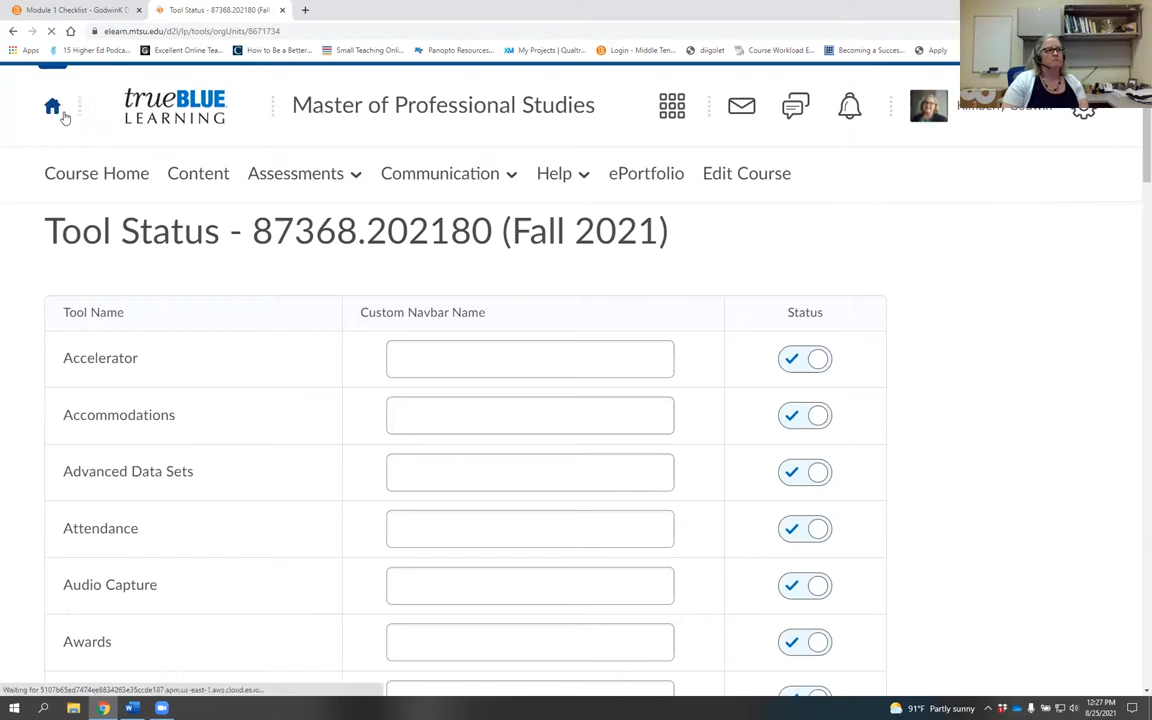 Module 1 Checklist - GodwinK D
Tool Status - 87368.202180 (Fal
elearn.mtsu.edu/d2l/lp/tools/orgUnits/8671734
Apps
15 Higher Ed Podca...
Excellent Online Tea...
How to Be a Better...
Small Teaching Onli...
Panopto Resources...
My Projects | Qualtr...
Login - Middle Ten...
diigolet
Course Workload E...
Becoming a Succes...
Apply
trueBLUE
LEARNING
Master of Professional Studies
Course Home
Content
Assessments
Communication
Help
ePortfolio
Edit Course
Tool Status - 87368.202180 (Fall 2021)
Tool Name
Custom Navbar Name
Status
Accelerator
Accommodations
Advanced Data Sets
Attendance
Audio Capture
Awards
91°F Partly sunny
12:27 PM
8/25/2021